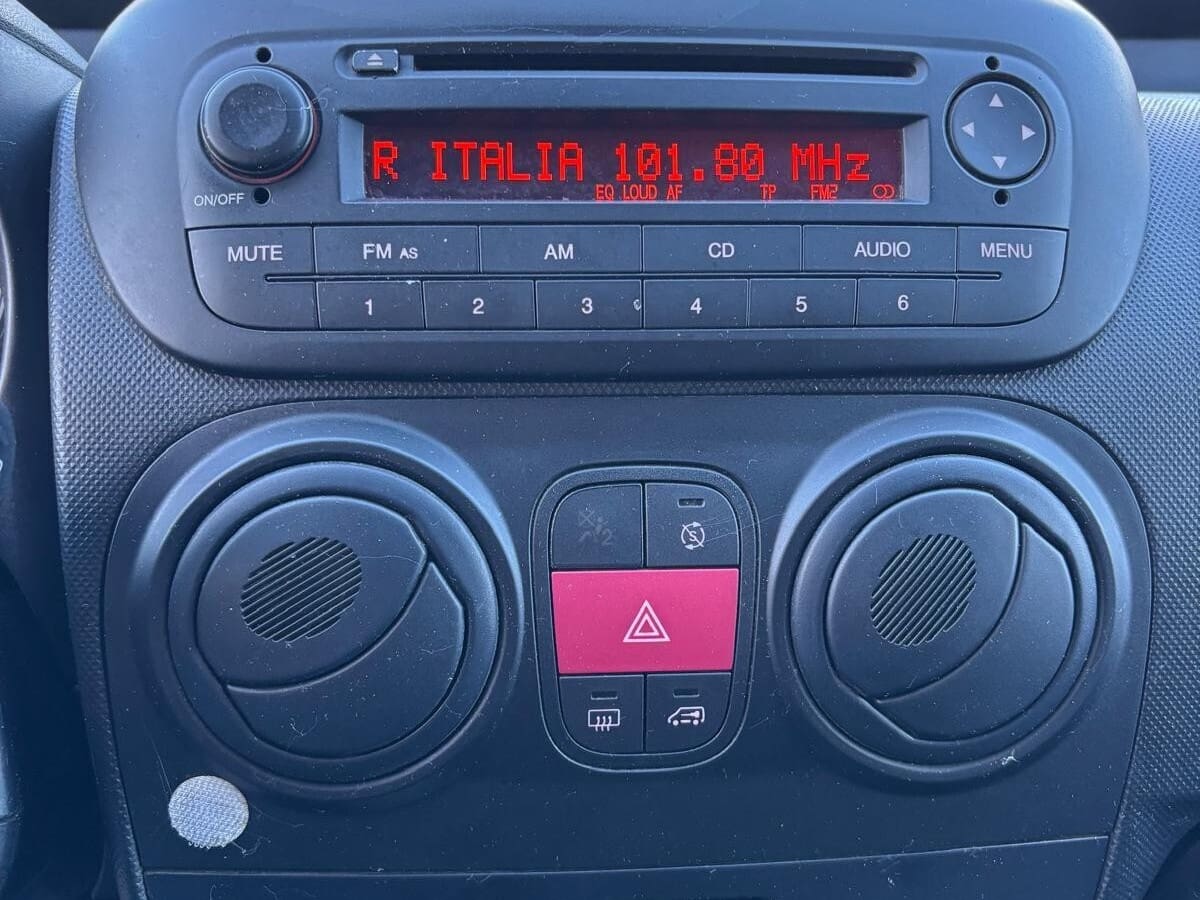 R ITALIA 101.80 MHz
EQ LOUD AF TP FM2
ON/OFF
MUTE FM AS AM CD AUDIO MENU
1 2 3 4 5 6
2 S